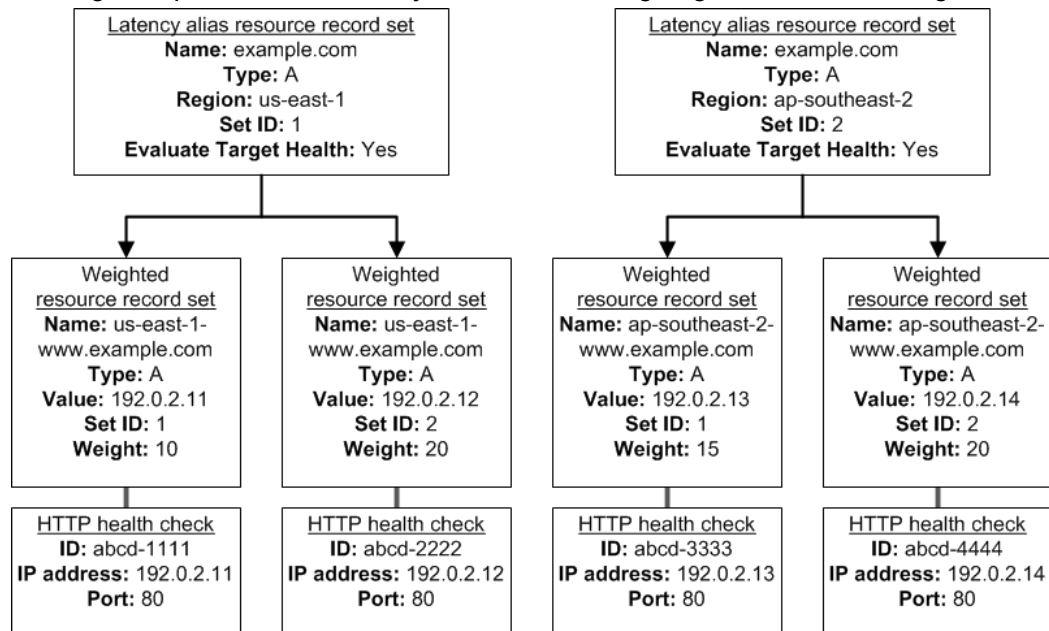 Latency alias resource record set
Name: example.com
Type: A
Region: us-east-1
Set ID: 1
Evaluate Target Health: Yes
Latency alias resource record set
Name: example.com
Type: A
Region: ap-southeast-2
Set ID: 2
Evaluate Target Health: Yes
Weighted
resource record set
Name: us-east-1-
www.example.com
Type: A
Value: 192.0.2.11
Set ID: 1
Weight: 10
Weighted
resource record set
Name: us-east-1-
www.example.com
Type: A
Value: 192.0.2.12
Set ID: 2
Weight: 20
Weighted
resource record set
Name: ap-southeast-2-
www.example.com
Type: A
Value: 192.0.2.13
Set ID: 1
Weight: 15
Weighted
resource record set
Name: ap-southeast-2-
www.example.com
Type: A
Value: 192.0.2.14
Set ID: 2
Weight: 20
HTTP health check
ID: abcd-1111
IP address: 192.0.2.11
Port: 80
HTTP health check
ID: abcd-2222
IP address: 192.0.2.12
Port: 80
HTTP health check
ID: abcd-3333
IP address: 192.0.2.13
Port: 80
HTTP health check
ID: abcd-4444
IP address: 192.0.2.14
Port: 80